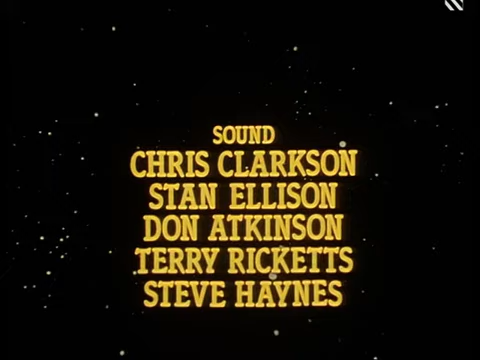 SOUND
CHRIS CLARKSON
STAN ELLISON
DON ATKINSON
TERRY RICKETTS
STEVE HAYNES